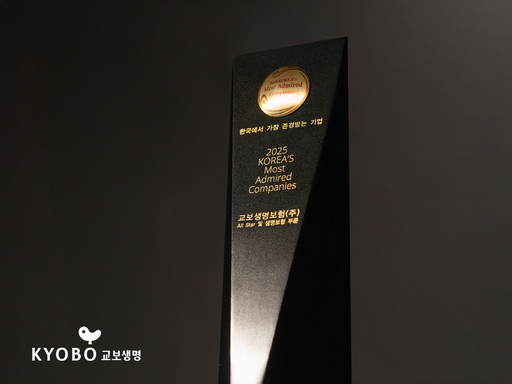 Most Admired
한국에서 가장 존경받는 기업
2025
KOREA'S
Most
Admired
Companies
교보생명보험(주)
All Star 및 생명보험 부문
KYOBO 교보생명